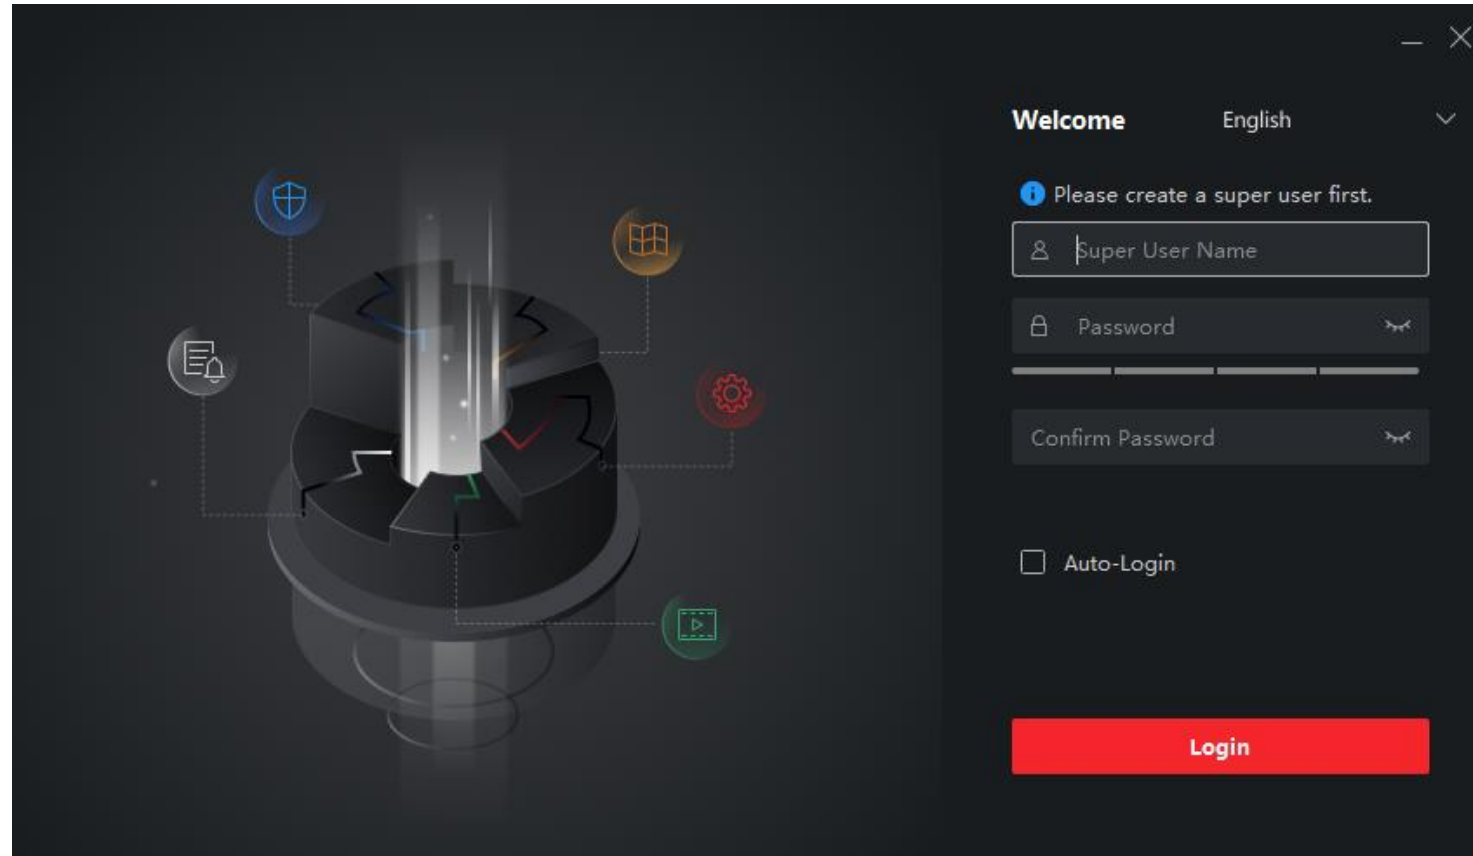 Welcome English
Please create a super user first.
Super User Name
Password
Confirm Password
Auto-Login
Login